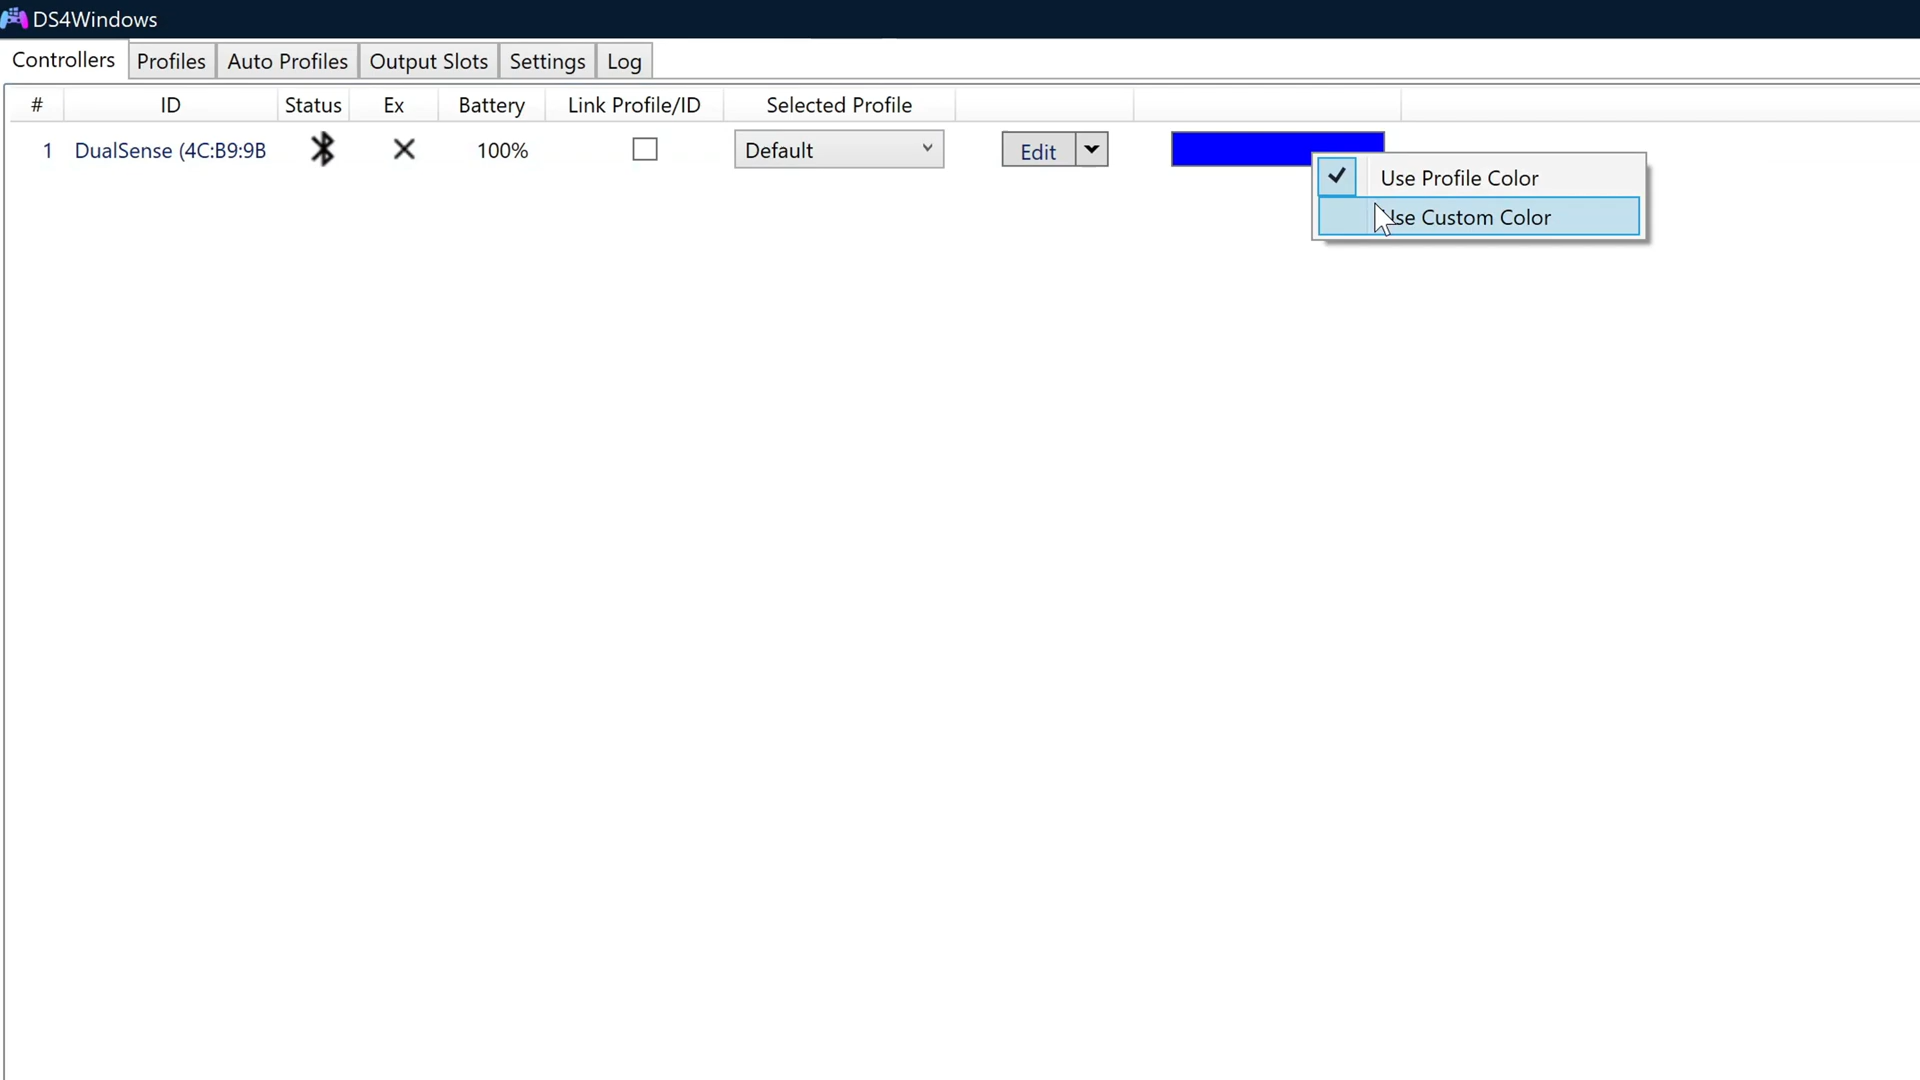 DS4Windows
Controllers Profiles Auto Profiles Output Slots Settings Log
# ID Status Ex Battery Link Profile/ID Selected Profile
1 DualSense (4C:B9:9B 100% Default Edit
Use Profile Color
Custom Color